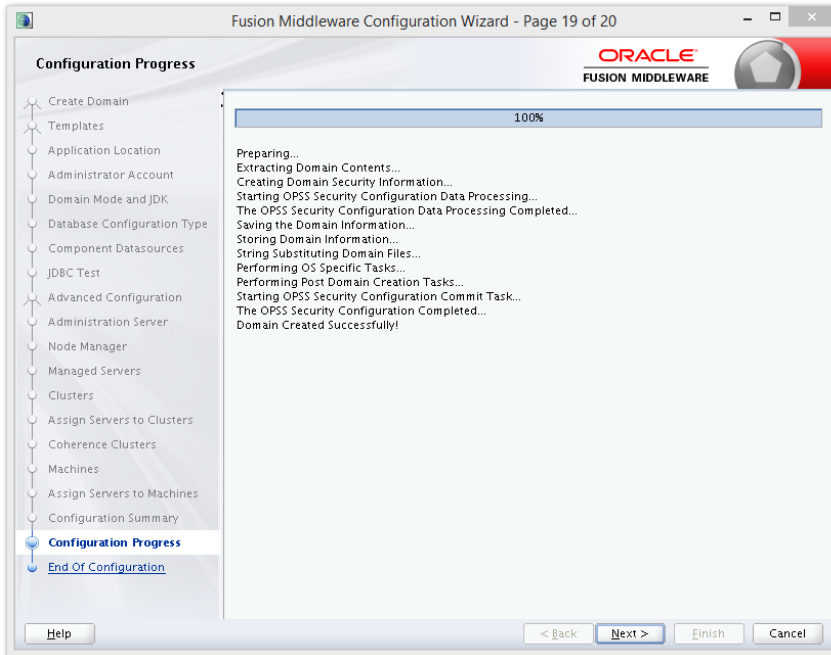 Fusion Middleware Configuration Wizard - Page 19 of 20
Configuration Progress
ORACLE
FUSION MIDDLEWARE
Create Domain
Templates
Application Location
Administrator Account
Domain Mode and JDK
Database Configuration Type
Component Datasources
JDBC Test
Advanced Configuration
Administration Server
Node Manager
Managed Servers
Clusters
Assign Servers to Clusters
Coherence Clusters
Machines
Assign Servers to Machines
Configuration Summary
Configuration Progress
End Of Configuration
100%
Preparing...
Extracting Domain Contents...
Creating Domain Security Information...
Starting OPSS Security Configuration Data Processing...
The OPSS Security Configuration Data Processing Completed...
Saving the Domain Information...
Storing Domain Information...
String Substituting Domain Files...
Performing OS Specific Tasks...
Performing Post Domain Creation Tasks...
Starting OPSS Security Configuration Commit Task...
The OPSS Security Configuration Completed...
Domain Created Successfully!
Help
< Back
Next >
Finish
Cancel